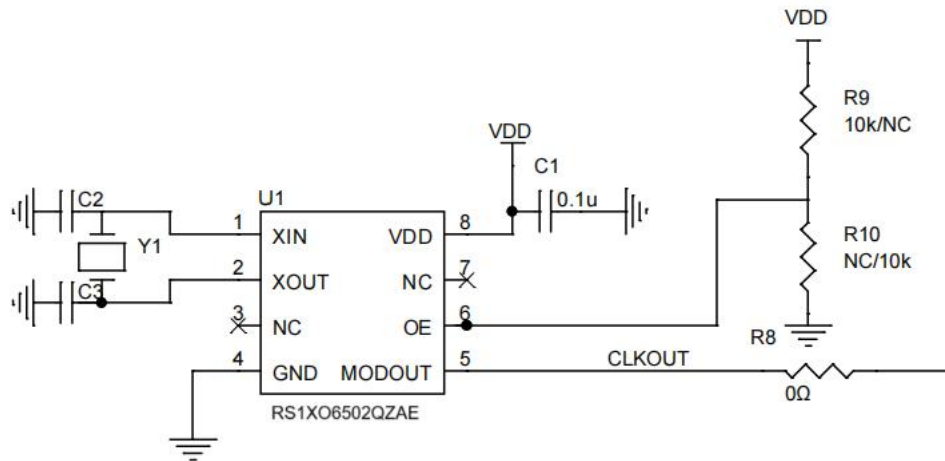 VDD
R9
10k/NC
VDD
C1
0.1u
C2
U1
1
XIN
VDD
8
Y1
R10
NC/10k
2
XOUT
NC
7
C3
3
NC
OE
6
R8
4
GND
MODOUT
5
CLKOUT
0Ω
RS1XO6502QZAE